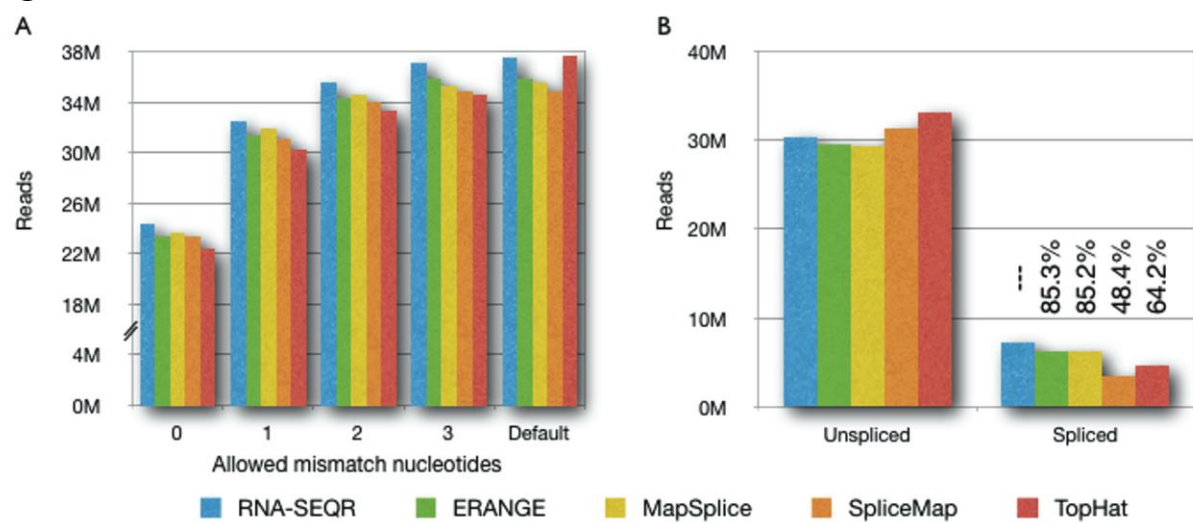 A
38M
34M
30M
26M
22M
18M
4M
0M
Reads
0 1 2 3 Default
Allowed mismatch nucleotides
B
40M
30M
20M
10M
0M
Reads
---
85.3%
85.2%
48.4%
64.2%
Unspliced Spliced
RNA-SEQR ERANGE MapSplice SpliceMap TopHat